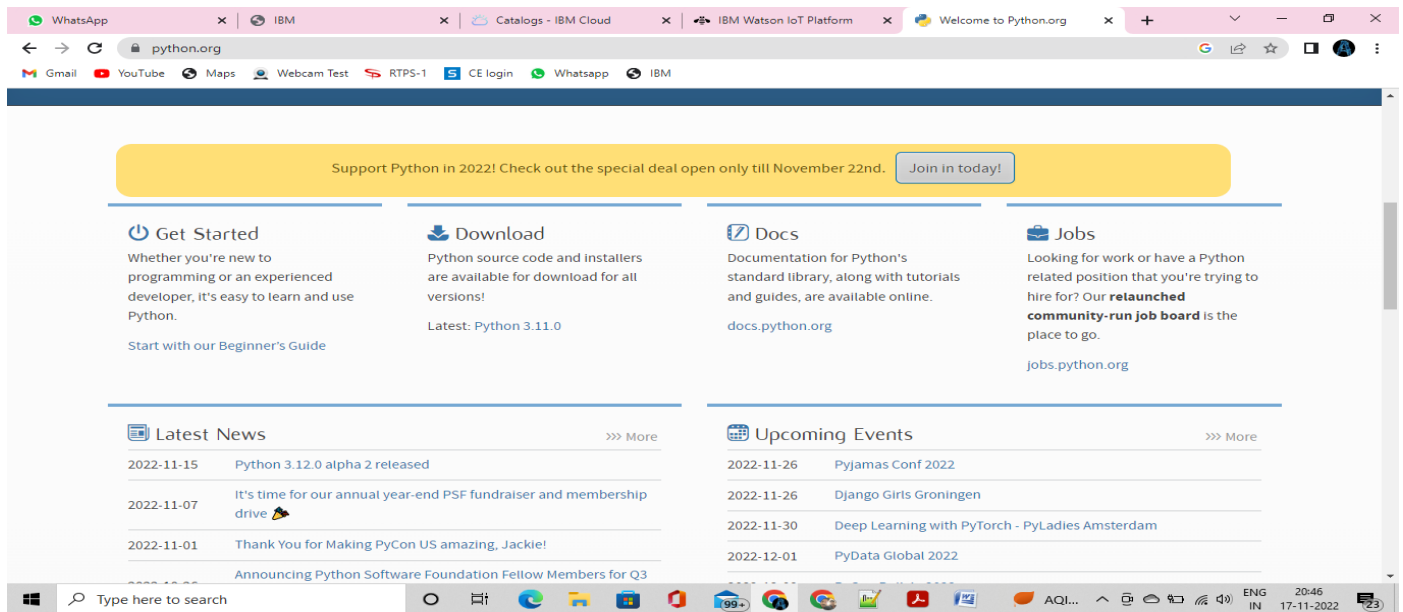 WhatsApp
IBM
Catalogs - IBM Cloud
IBM Watson IoT Platform
Welcome to Python.org
python.org
Gmail
YouTube
Maps
Webcam Test
RTPS-1
CE login
Whatsapp
IBM
Support Python in 2022! Check out the special deal open only till November 22nd. Join in today!
Get Started
Whether you're new to
programming or an experienced
developer, it's easy to learn and use
Python.
Start with our Beginner's Guide
Download
Python source code and installers
are available for download for all
versions!
Latest: Python 3.11.0
Docs
Documentation for Python's
standard library, along with tutorials
and guides, are available online.
docs.python.org
Jobs
Looking for work or have a Python
related position that you're trying to
hire for? Our relaunched
community-run job board is the
place to go.
jobs.python.org
Latest News
>>> More
2022-11-15 Python 3.12.0 alpha 2 released
2022-11-07 It's time for our annual year-end PSF fundraiser and membership
drive
2022-11-01 Thank You for Making PyCon US amazing, Jackie!
Announcing Python Software Foundation Fellow Members for Q3
Upcoming Events
>>> More
2022-11-26 Pyjamas Conf 2022
2022-11-26 Django Girls Groningen
2022-11-30 Deep Learning with PyTorch - PyLadies Amsterdam
2022-12-01 PyData Global 2022
Type here to search
99+
AQI...
ENG
IN
20:46
17-11-2022
23